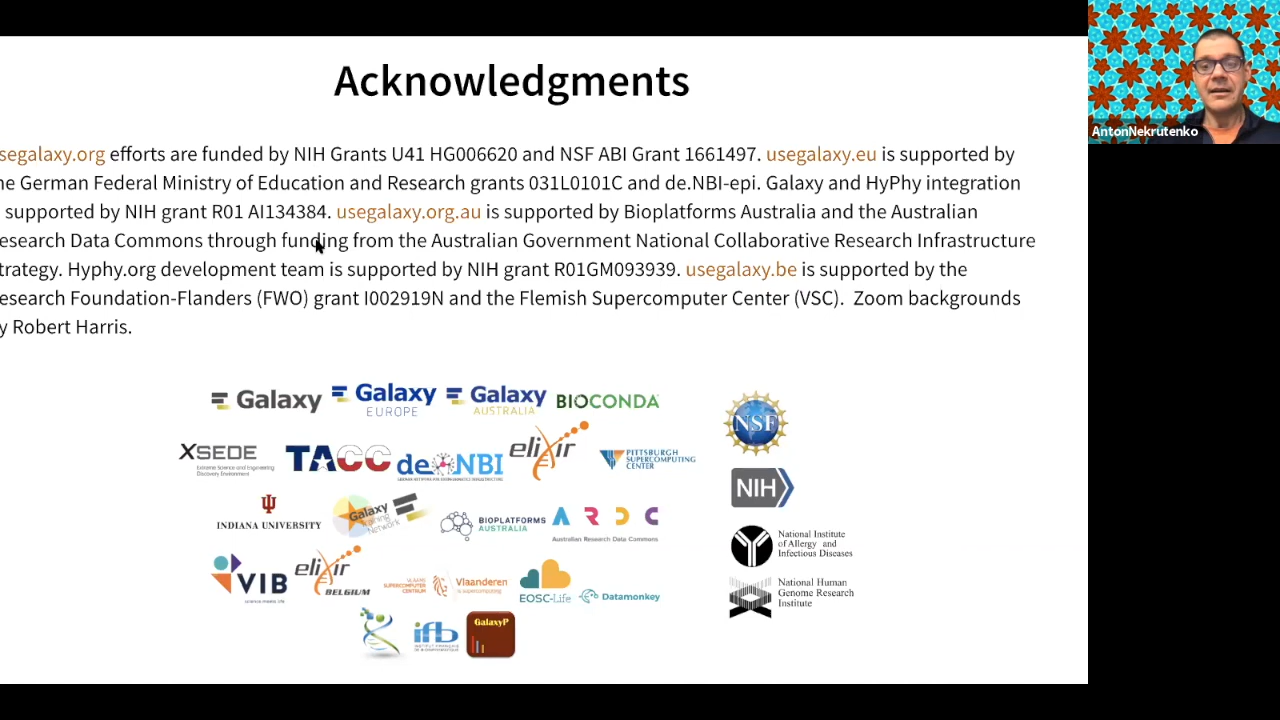 Acknowledgments
segalaxy.org efforts are funded by NIH Grants U41 HG006620 and NSF ABI Grant 1661497. usegalaxy.eu is supported by
he German Federal Ministry of Education and Research grants 031L0101C and de.NBI-epi. Galaxy and HyPhy integration
supported by NIH grant R01 AI134384. usegalaxy.org.au is supported by Bioplatforms Australia and the Australian
esearch Data Commons through funding from the Australian Government National Collaborative Research Infrastructure
trategy. Hyphy.org development team is supported by NIH grant R01GM093939. usegalaxy.be is supported by the
esearch Foundation-Flanders (FWO) grant I002919N and the Flemish Supercomputer Center (VSC). Zoom backgrounds
y Robert Harris.
AntonNekrutenko
Galaxy
Galaxy
EUROPE
Galaxy
AUSTRALIA
BIOCONDA
NSF
XSEDE
Extreme Science and Engineering
Discovery Environment
TACC
de.NBI
elixir
PITTSBURGH
SUPERCOMPUTING
CENTER
NIH
INDIANA UNIVERSITY
Galaxy
Training
Network
BIOPLATFORMS
AUSTRALIA
ARDC
Australian Research Data Commons
National Institute
of Allergy and
Infectious Diseases
VIB
elixir
BELGIUM
SUPERCOMPUTER
CENTRUM
Vlaanderen
is supercomputing
EOSC-Life
Datamonkey
National Human
Genome Research
Institute
ifb
GalaxyP